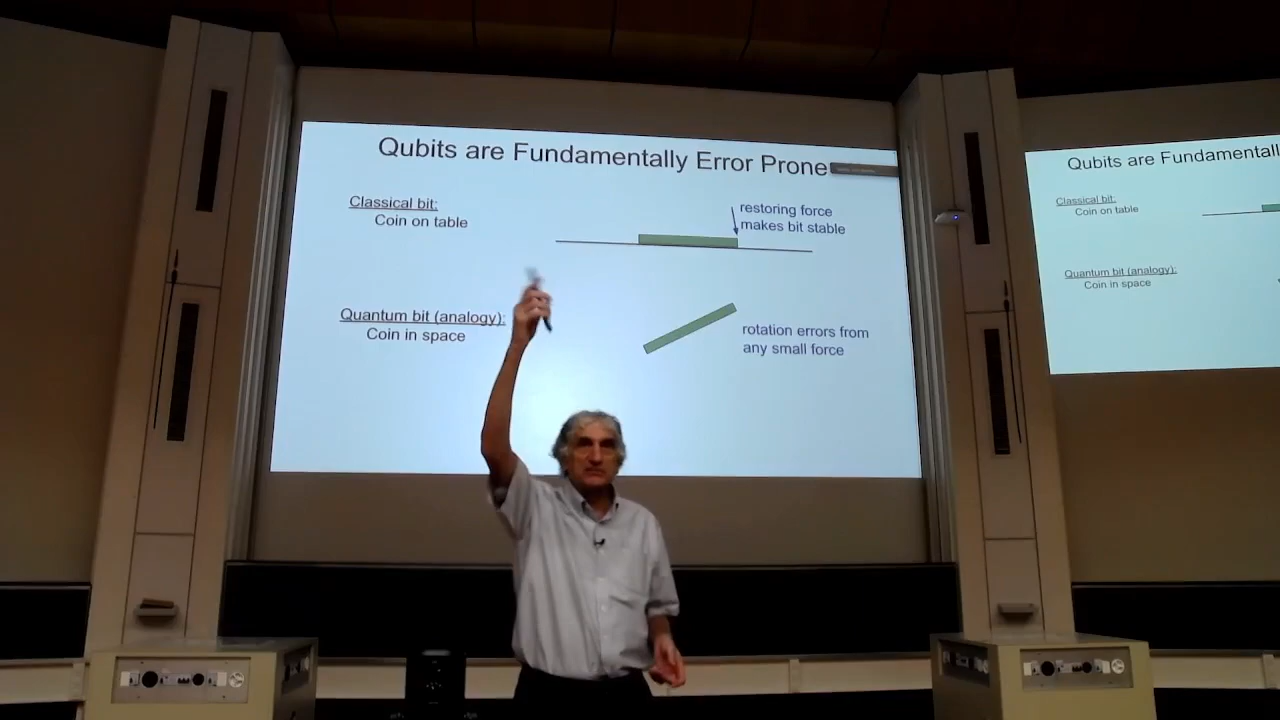 Qubits are Fundamentally Error Prone
Classical bit:
Coin on table
restoring force
makes bit stable
Quantum bit (analogy):
Coin in space
rotation errors from
any small force
Qubits are Fundamentall
Classical bit:
Coin on table
Quantum bit (analogy):
Coin in space